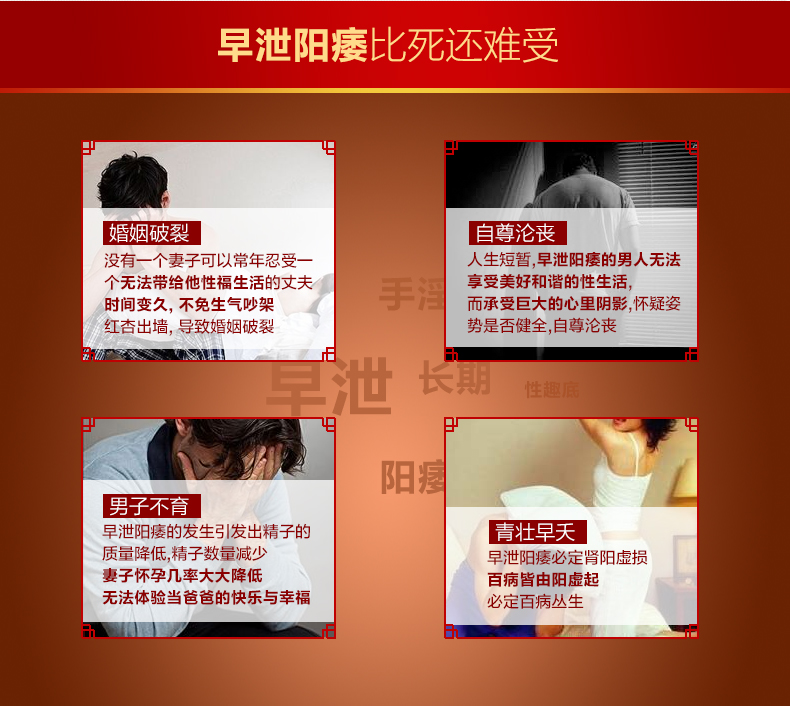 早泄阳痿比死还难受
婚姻破裂
没有一个妻子可以常年忍受一
个无法带给他性福生活的丈夫
时间变久, 不免生气吵架
红杏出墙, 导致婚姻破裂
自尊沦丧
人生短暂,早泄阳痿的男人无法
享受美好和谐的性生活,
而承受巨大的心里阴影,怀疑姿
势是否健全,自尊沦丧
手淫
早泄
长期
性趣底
阳痿
男子不育
早泄阳痿的发生引发出精子的
质量降低,精子数量减少
妻子怀孕几率大大降低
无法体验当爸爸的快乐与幸福
青壮早夭
早泄阳痿必定肾阳虚损
百病皆由阳虚起
必定百病丛生